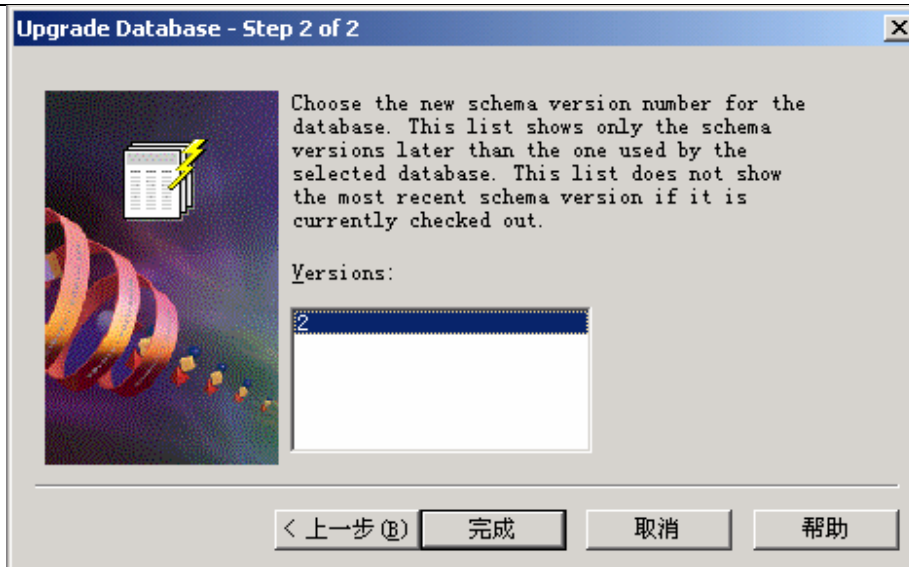 Upgrade Database - Step 2 of 2
Choose the new schema version number for the
database. This list shows only the schema
versions later than the one used by the
selected database. This list does not show
the most recent schema version if it is
currently checked out.
Versions:
2
< 上一步(B) 完成 取消 帮助